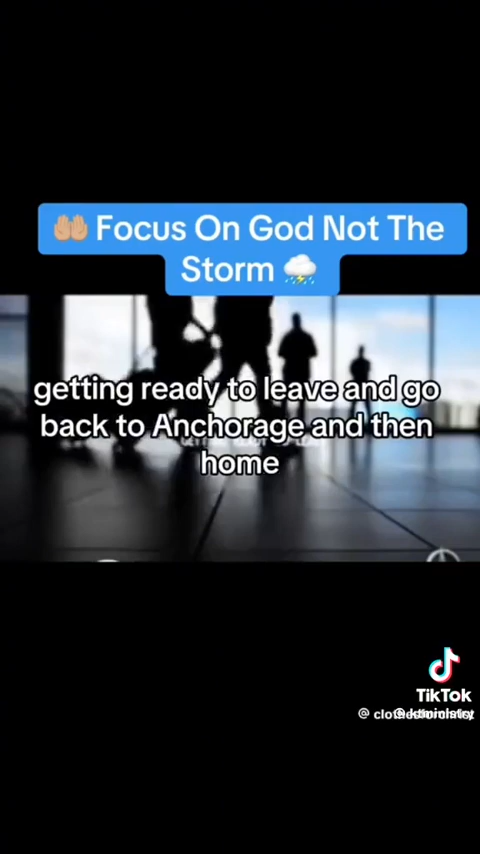 🤲🏼 Focus On God Not The
Storm ⛈️
getting ready to leave and go
back to Anchorage and then
home
TikTok